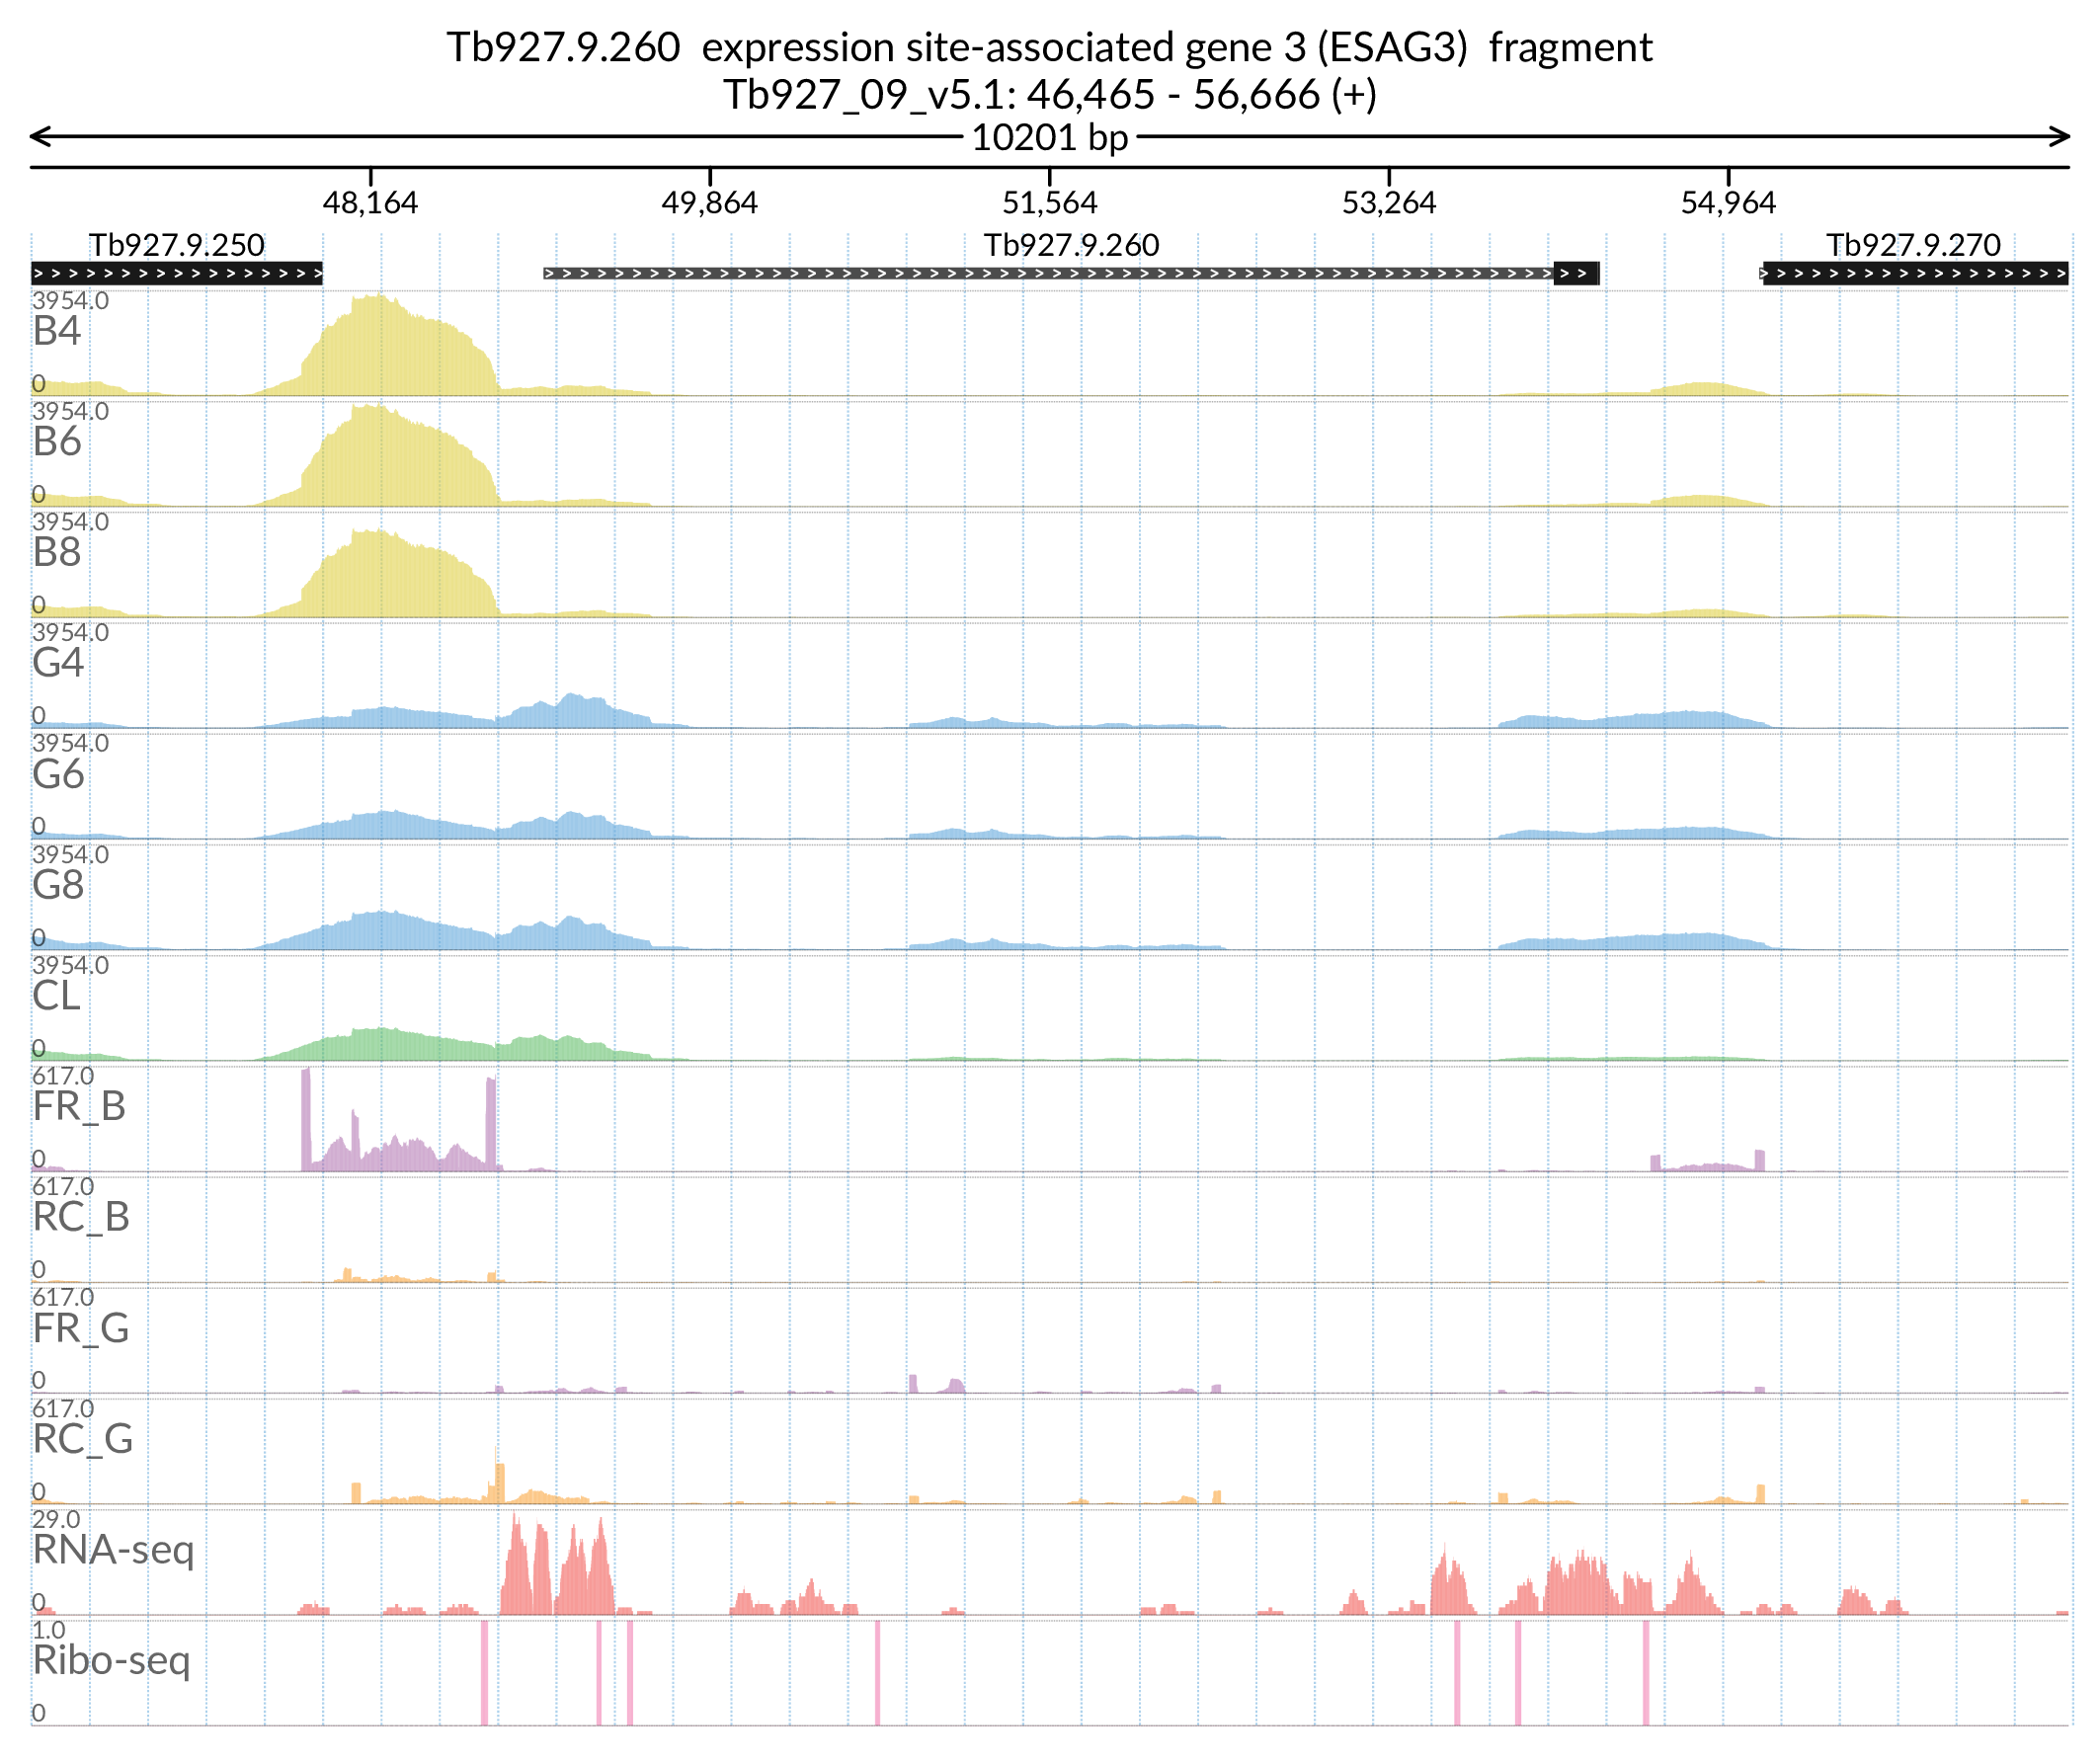 Tb927.9.260 expression site-associated gene 3 (ESAG3) fragment
Tb927_09_v5.1: 46,465 - 56,666 (+)
10201 bp
48,164 49,864 51,564 53,264 54,964
Tb927.9.250 Tb927.9.260 Tb927.9.270
3954.0
B4
0
3954.0
B6
0
3954.0
B8
0
3954.0
G4
0
3954.0
G6
0
3954.0
G8
0
3954.0
CL
0
617.0
FR_B
0
617.0
RC_B
0
617.0
FR_G
0
617.0
RC_G
0
29.0
RNA-seq
0
1.0
Ribo-seq
0